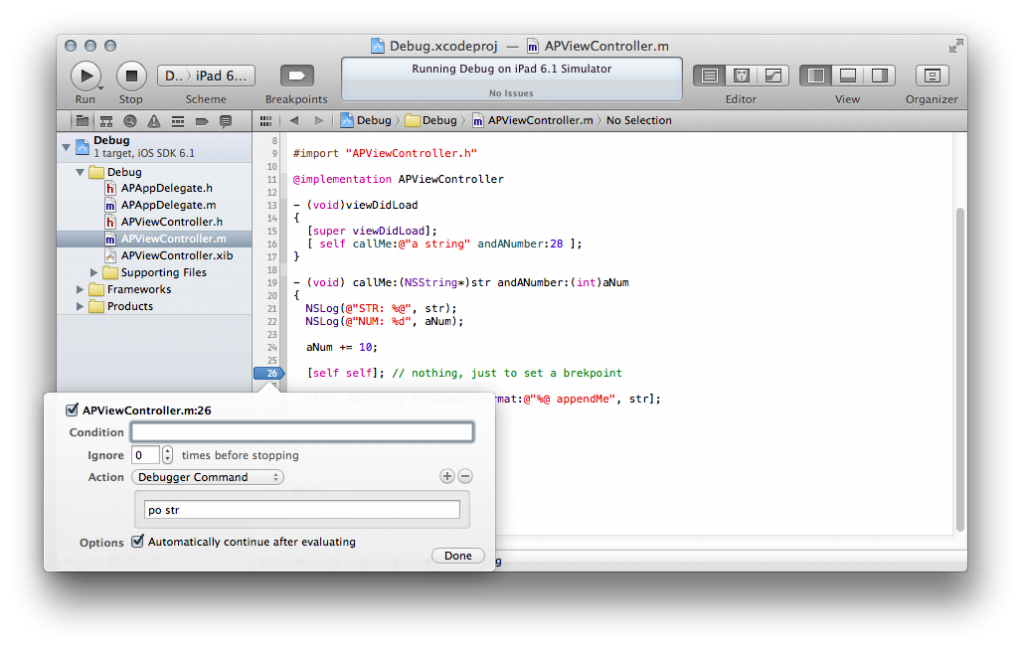 Debug.xcodeproj — APViewController.m
Running Debug on iPad 6.1 Simulator
No Issues
D.. 〉 iPad 6...
Run Stop Scheme Breakpoints Editor View Organizer
Debug 〉 Debug 〉 APViewController.m 〉 No Selection
Debug
1 target, iOS SDK 6.1
Debug
h APAppDelegate.h
m APAppDelegate.m
h APViewController.h
m APViewController.m
APViewController.xib
Supporting Files
Frameworks
Products
8
9 #import "APViewController.h"
10
11 @implementation APViewController
12
13 - (void)viewDidLoad
14 {
15 [super viewDidLoad];
16 [ self callMe:@"a string" andANumber:28 ];
17 }
18
19 - (void) callMe:(NSString*)str andANumber:(int)aNum
20 {
21 NSLog(@"STR: %@", str);
22 NSLog(@"NUM: %d", aNum);
23
24 aNum += 10;
25
26 [self self]; // nothing, just to set a brekpoint
rmat:@"%@ appendMe", str];
APViewController.m:26
Condition
Ignore 0 times before stopping
Action Debugger Command
po str
Options Automatically continue after evaluating
Done